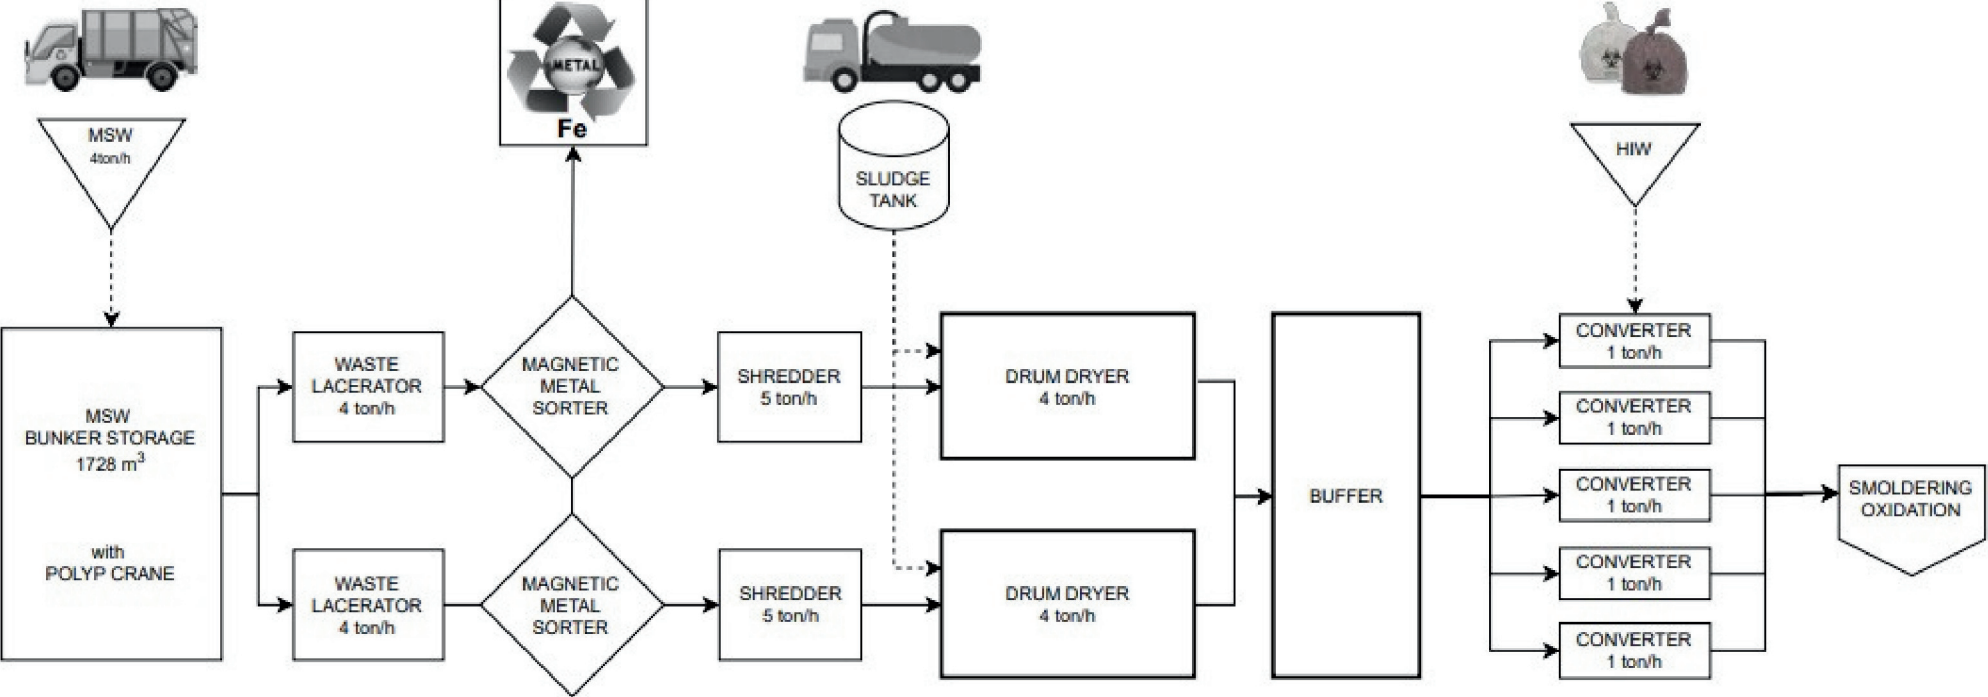 MSW
4ton/h
METAL
Fe
SLUDGE
TANK
HIW
MSW
BUNKER STORAGE
1728 m³
with
POLYP CRANE
WASTE
LACERATOR
4 ton/h
MAGNETIC
METAL
SORTER
SHREDDER
5 ton/h
DRUM DRYER
4 ton/h
WASTE
LACERATOR
4 ton/h
MAGNETIC
METAL
SORTER
SHREDDER
5 ton/h
DRUM DRYER
4 ton/h
BUFFER
CONVERTER
1 ton/h
CONVERTER
1 ton/h
CONVERTER
1 ton/h
CONVERTER
1 ton/h
CONVERTER
1 ton/h
SMOLDERING
OXIDATION